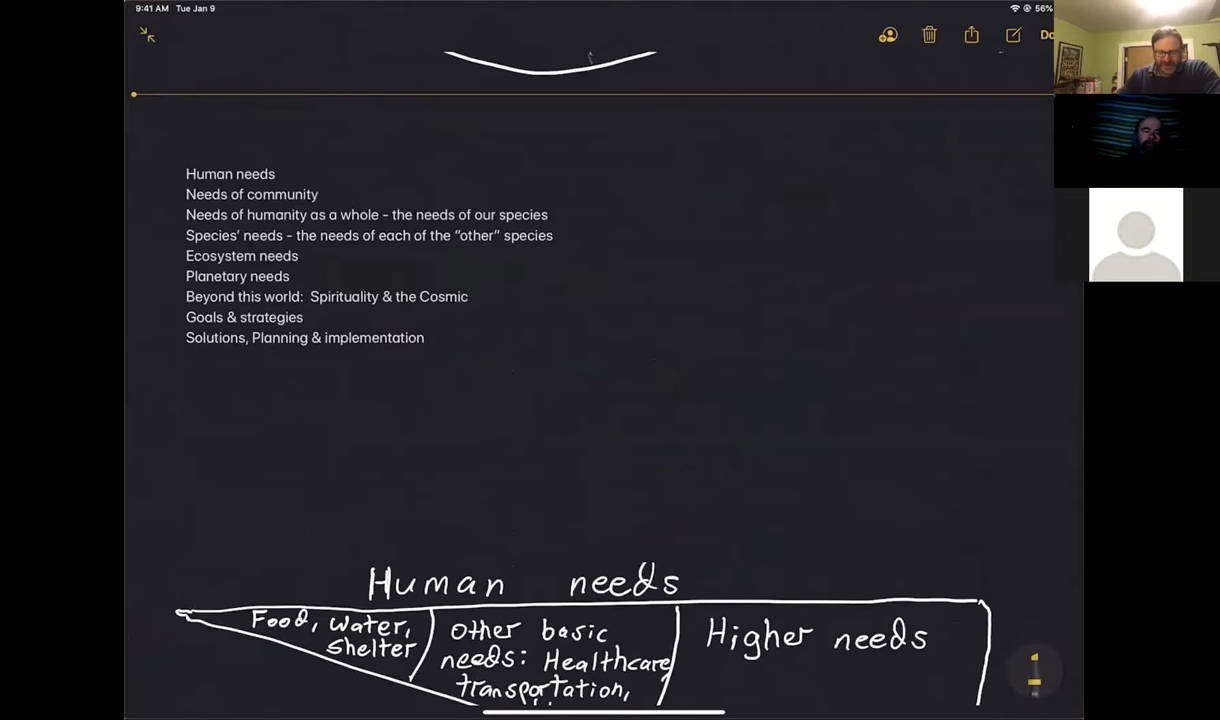 9:41 AM Tue Jan 9
56%
Do
Human needs
Needs of community
Needs of humanity as a whole - the needs of our species
Species' needs - the needs of each of the "other" species
Ecosystem needs
Planetary needs
Beyond this world: Spirituality & the Cosmic
Goals & strategies
Solutions, Planning & implementation
Human needs
Food, water,
shelter
other basic
needs: Healthcare
transportation,
Higher needs